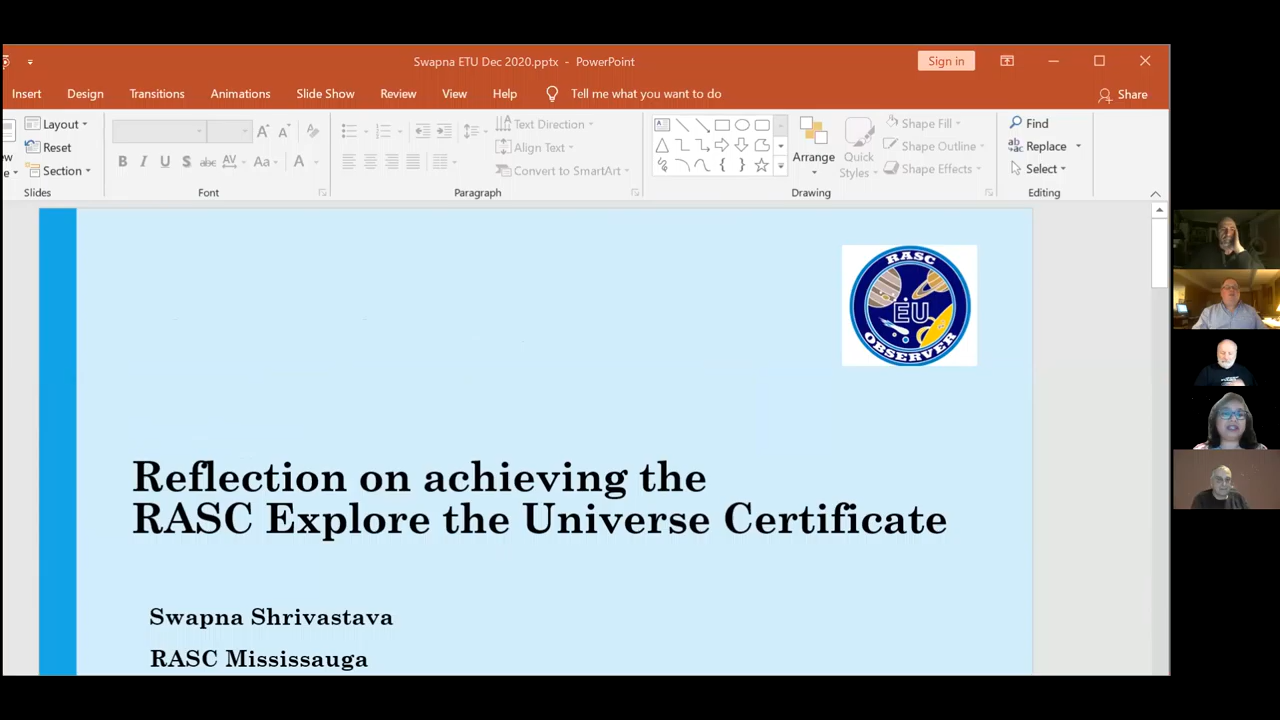 Swapna ETU Dec 2020.pptx - PowerPoint
Sign in
Insert Design Transitions Animations Slide Show Review View Help Tell me what you want to do
Share
Layout
Reset
Section
Slides
B I U S abc AV Aa A
Font
Text Direction
Align Text
Convert to SmartArt
Paragraph
Arrange
Quick
Styles
Shape Fill
Shape Outline
Shape Effects
Drawing
Find
Replace
Select
Editing
RASC
EU
OBSERVER
Reflection on achieving the
RASC Explore the Universe Certificate
Swapna Shrivastava
RASC Mississauga